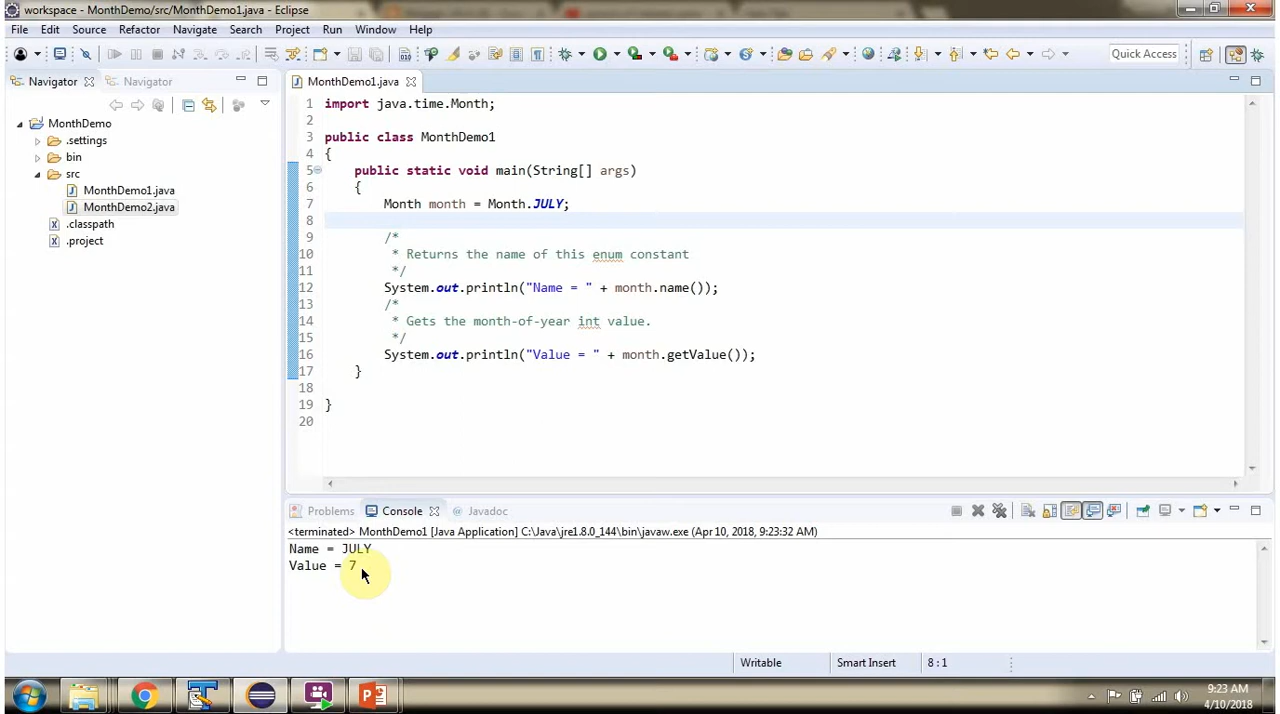 workspace - MonthDemo/src/MonthDemo1.java - Eclipse
File Edit Navigate Search Project Run Window Help
Quick Access
Navigator Navigator
MonthDemo1.java
MonthDemo
.settings
bin
src
MonthDemo1.java
MonthDemo2.java
.classpath
.project
1 import java.time.Month;
2
3 public class MonthDemo1
4 {
5 public static void main(String[] args)
6 {
7 Month month = Month.JULY;
8
9 /*
10 * Returns the name of this enum constant
11 */
12 System.out.println("Name = " + month.name());
13 /*
14 * Gets the month-of-year int value.
15 */
16 System.out.println("Value = " + month.getValue());
17 }
18
19 }
20
Problems Console Javadoc
<terminated> MonthDemo1 [Java Application] C:\Java\jre1.8.0_144\bin\javaw.exe (Apr 10, 2018, 9:23:32 AM)
Name = JULY
Value = 7
Writable Smart Insert 8 : 1
9:23 AM
4/10/2018